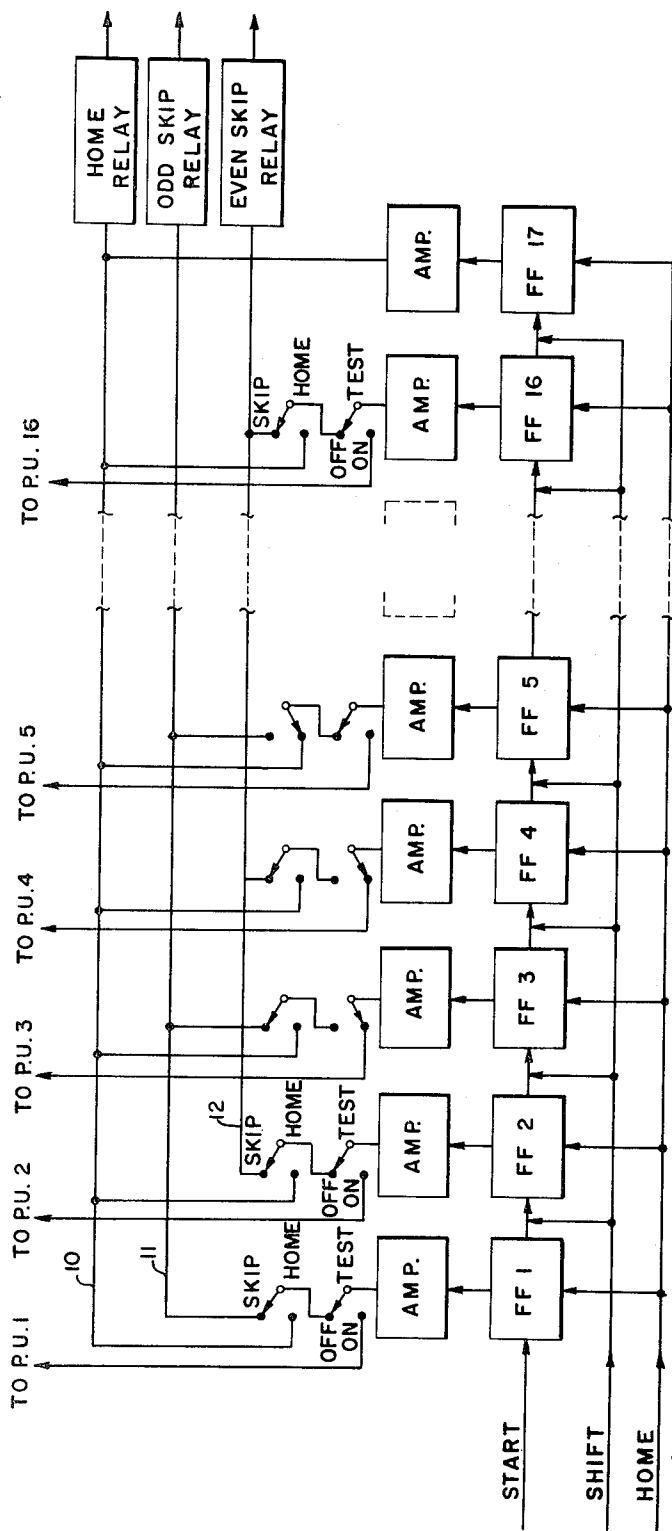 TO P.U. 1
TO P.U. 2
TO P.U. 3
TO P.U. 4
TO P.U. 5
TO P.U. 16
10
11
12
HOME
RELAY
ODD SKIP
RELAY
EVEN SKIP
RELAY
SKIP
HOME
OFF
ON
TEST
SKIP
HOME
OFF
ON
TEST
SKIP
HOME
OFF
ON
TEST
AMP.
AMP.
AMP.
AMP.
AMP.
AMP.
AMP.
FF 1
FF 2
FF 3
FF 4
FF 5
FF 16
FF 17
START
SHIFT
HOME